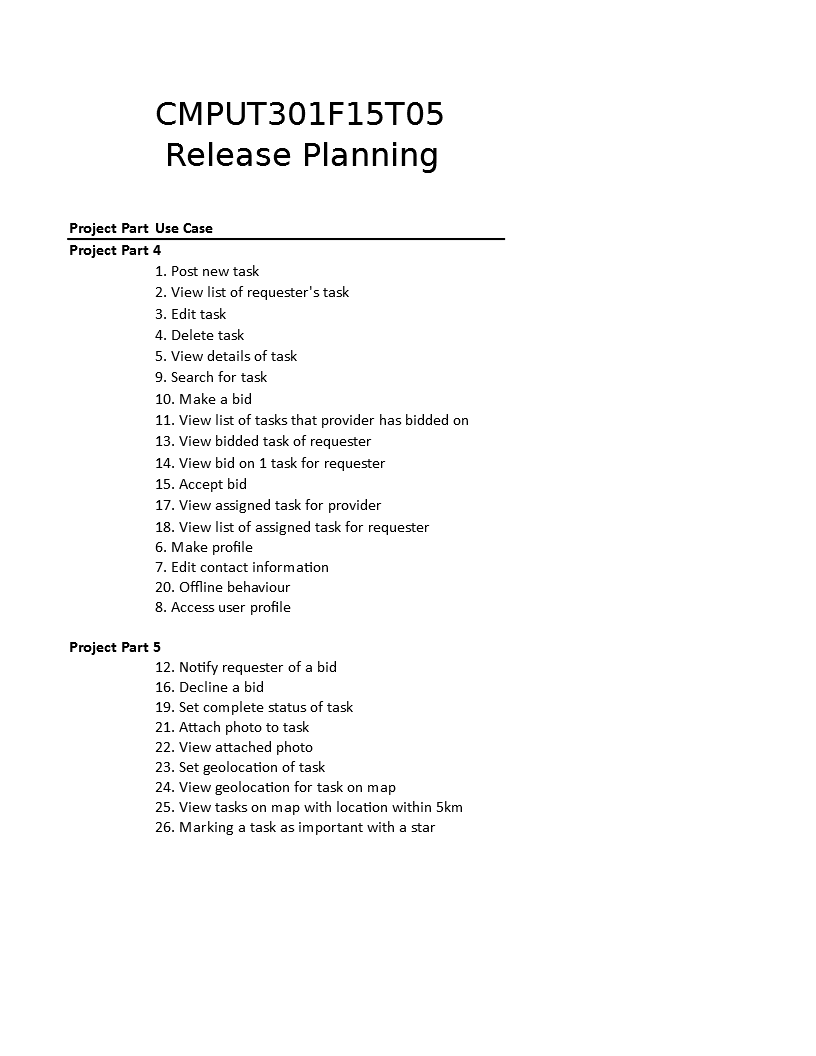 CMPUT301F15T05
Release Planning
Project Part Use Case
Project Part 4
1. Post new task
2. View list of requester's task
3. Edit task
4. Delete task
5. View details of task
9. Search for task
10. Make a bid
11. View list of tasks that provider has bidded on
13. View bidded task of requester
14. View bid on 1 task for requester
15. Accept bid
17. View assigned task for provider
18. View list of assigned task for requester
6. Make profile
7. Edit contact information
20. Offline behaviour
8. Access user profile
Project Part 5
12. Notify requester of a bid
16. Decline a bid
19. Set complete status of task
21. Attach photo to task
22. View attached photo
23. Set geolocation of task
24. View geolocation for task on map
25. View tasks on map with location within 5km
26. Marking a task as important with a star